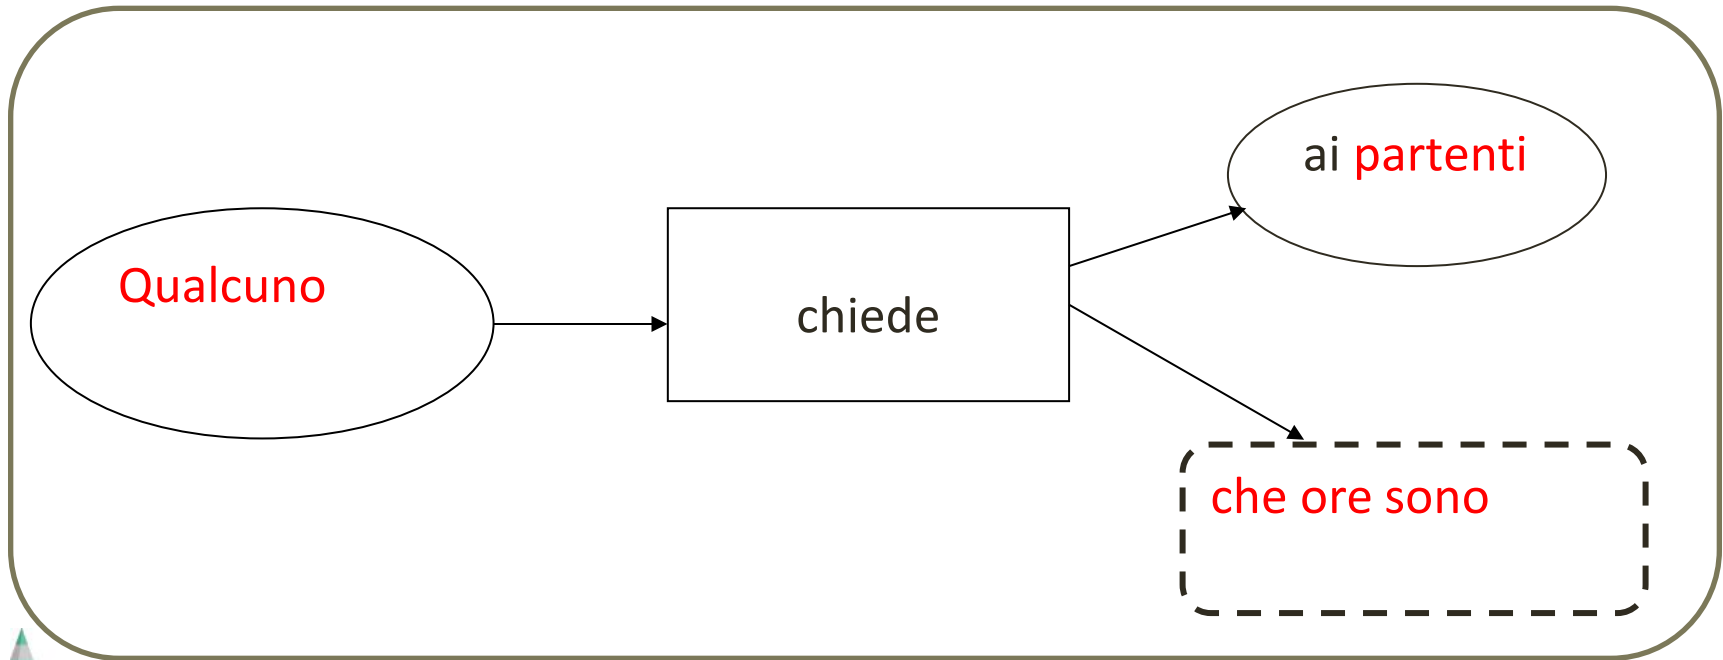 Qualcuno
chiede
ai partenti
che ore sono